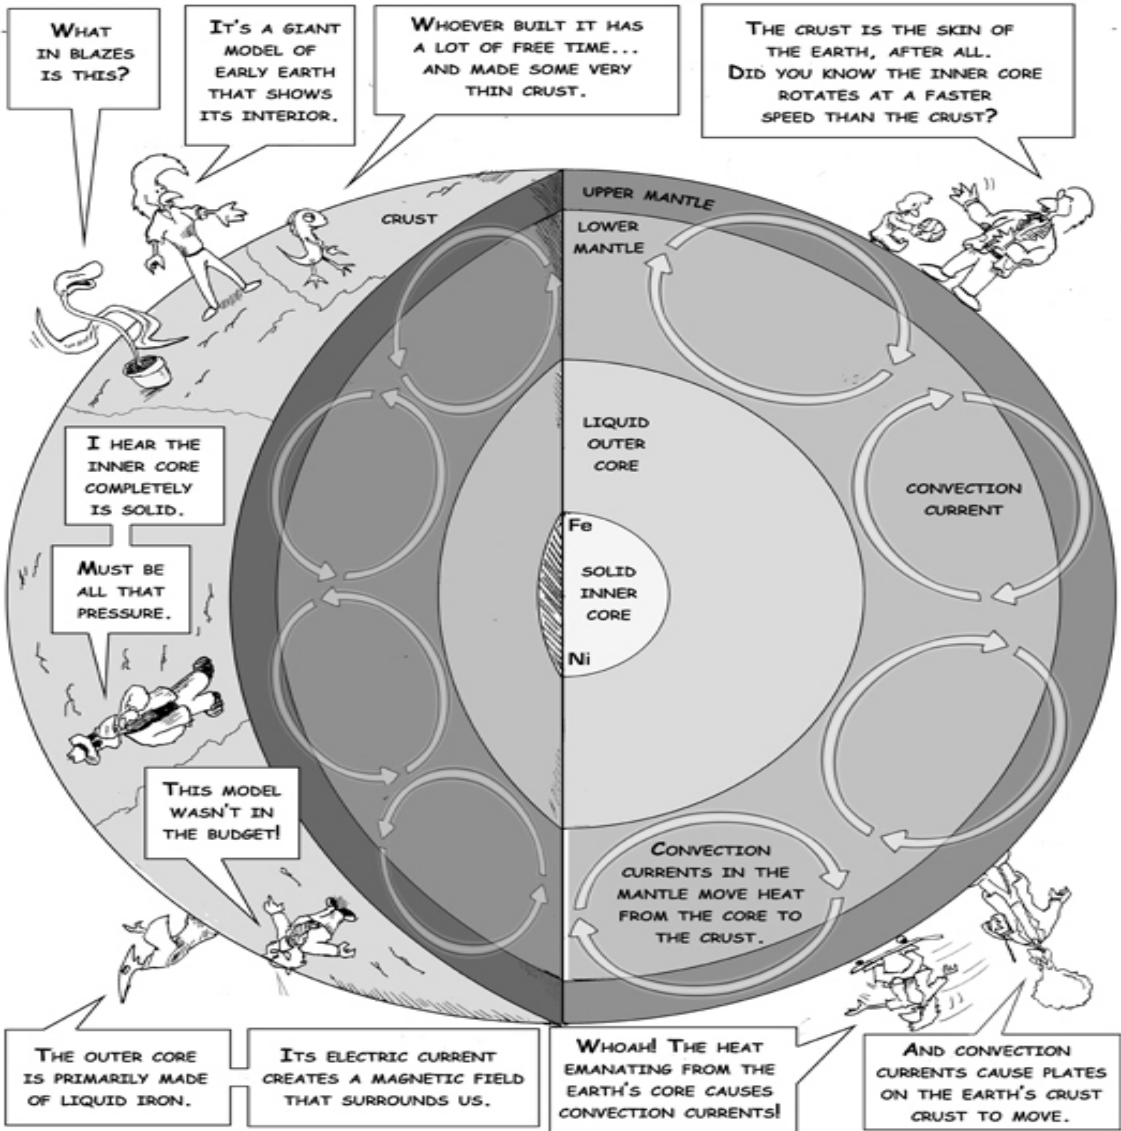 What
in blazes
is this?
It's a giant
model of
early earth
that shows
its interior.
Whoever built it has
a lot of free time...
and made some very
thin crust.
The crust is the skin of
the earth, after all.
Did you know the inner core
rotates at a faster
speed than the crust?
crust
upper mantle
lower
mantle
liquid
outer
core
convection
current
Fe
solid
inner
core
Ni
I hear the
inner core
completely
is solid.
Must be
all that
pressure.
This model
wasn't in
the budget!
Convection
currents in the
mantle move heat
from the core to
the crust.
The outer core
is primarily made
of liquid iron.
Its electric current
creates a magnetic field
that surrounds us.
Whoah! The heat
emanating from the
earth's core causes
convection currents!
And convection
currents cause plates
on the earth's crust
crust to move.